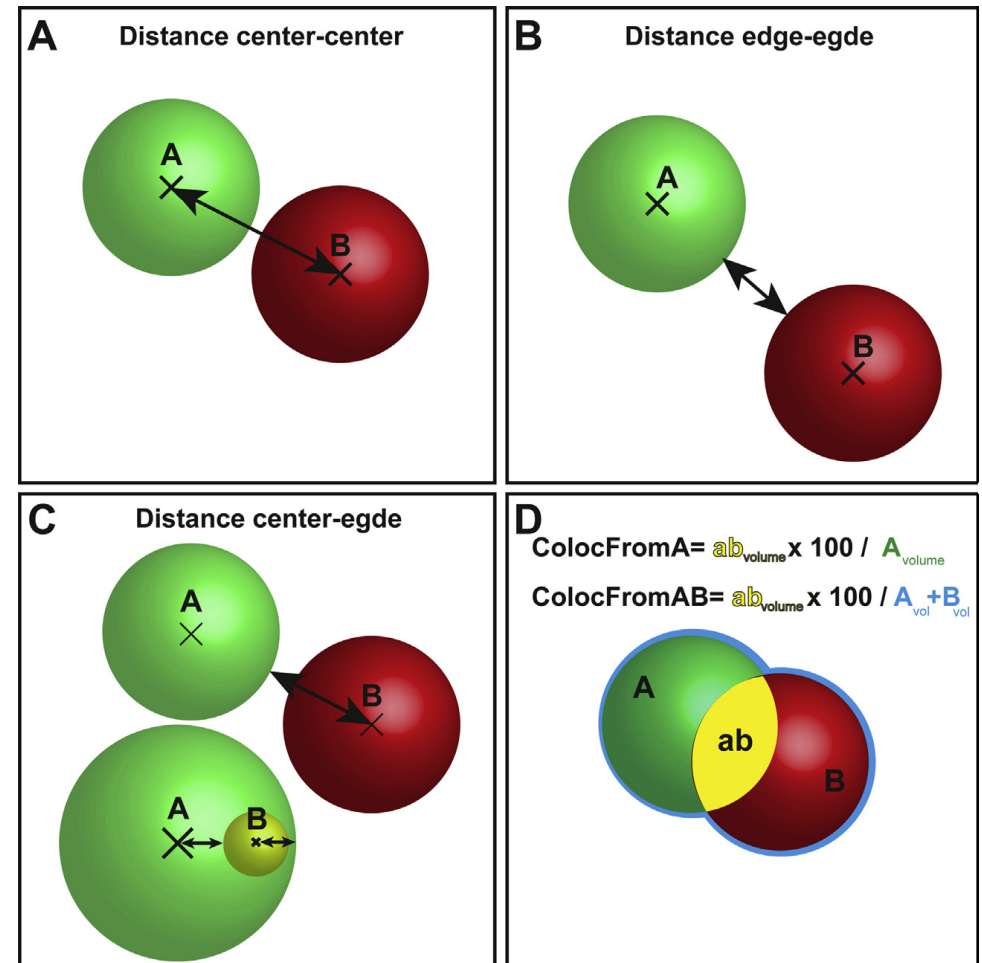 A
Distance center-center
A
B
B
Distance edge-egde
A
B
C
Distance center-egde
A
B
A
B
D
ColocFromA= abvolume x 100 / Avolume
ColocFromAB= abvolume x 100 / Avol+Bvol
A
ab
B